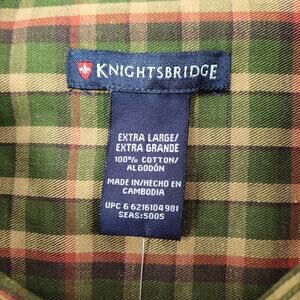 KNIGHTSBRIDGE
EXTRA LARGE/
EXTRA GRANDE
100% COTTON/
ALGODÓN
MADE IN/HECHO EN
CAMBODIA
UPC 6 6216104981
SEAS:5005